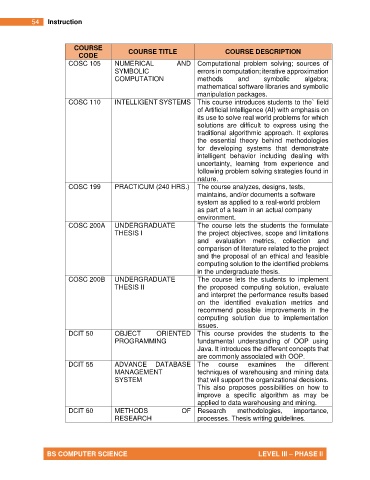 54 Instruction
COURSE CODE COURSE TITLE COURSE DESCRIPTION
COSC 105 NUMERICAL AND Computational problem solving; sources of
SYMBOLIC errors in computation; iterative approximation
COMPUTATION methods and symbolic algebra;
mathematical software libraries and symbolic
manipulation packages.
COSC 110 INTELLIGENT SYSTEMS This course introduces students to the field
of Artificial Intelligence (AI) with emphasis on
its use to solve real world problems for which
solutions are difficult to express using the
traditional algorithmic approach. It explores
the essential theory behind methodologies
for developing systems that demonstrate
intelligent behavior including dealing with
uncertainty, learning from experience and
following problem solving strategies found in
nature.
COSC 199 PRACTICUM (240 HRS.) The course analyzes, designs, tests,
maintains, and/or documents a software
system as applied to a real-world problem
as part of a team in an actual company
environment.
COSC 200A UNDERGRADUATE The course lets the students the formulate
THESIS I the project objectives, scope and limitations
and evaluation metrics, collection and
comparison of literature related to the project
and the proposal of an ethical and feasible
computing solution to the identified problems
in the undergraduate thesis.
COSC 200B UNDERGRADUATE The course lets the students to implement
THESIS II the proposed computing solution, evaluate
and interpret the performance results based
on the identified evaluation metrics and
recommend possible improvements in the
computing solution due to implementation
issues.
DCIT 50 OBJECT ORIENTED This course provides the students to the
PROGRAMMING fundamental understanding of OOP using
Java. It introduces the different concepts that
are commonly associated with OOP.
DCIT 55 ADVANCE DATABASE The course examines the different
MANAGEMENT techniques of warehousing and mining data
SYSTEM that will support the organizational decisions.
This also proposes possibilities on how to
improve a specific algorithm as may be
applied to data warehousing and mining.
DCIT 60 METHODS OF Research methodologies, importance,
RESEARCH processes. Thesis writing guidelines.
BS COMPUTER SCIENCE LEVEL III – PHASE II